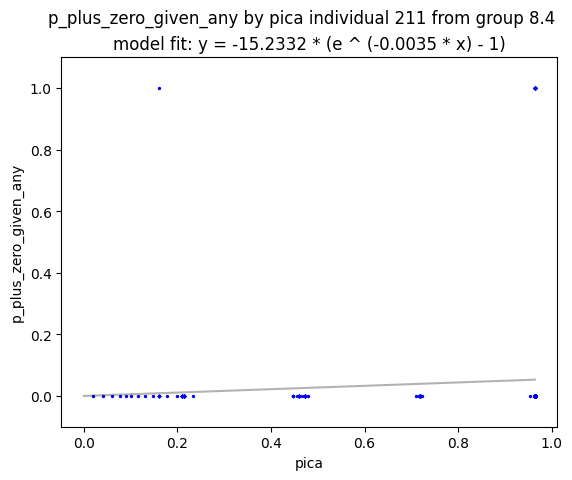 p_plus_zero_given_any by pica individual 211 from group 8.4
model fit: y = -15.2332 * (e ^ (-0.0035 * x) - 1)
1.0
0.8
0.6
0.4
0.2
0.0
p_plus_zero_given_any
0.0 0.2 0.4 0.6 0.8 1.0
pica